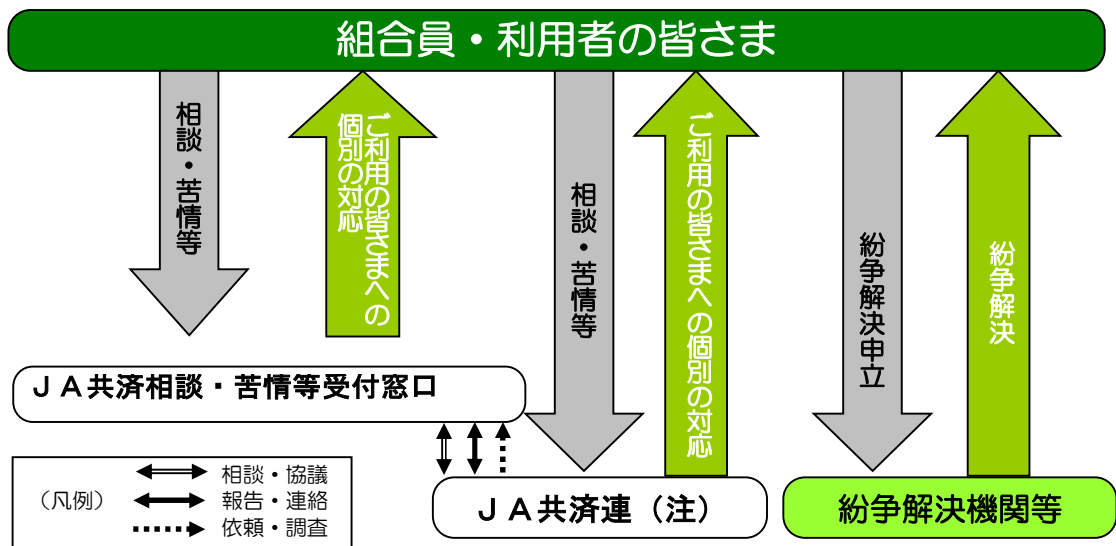 組合員・利用者の皆さま
相談・苦情等
ご利用の皆さまへの
個別の対応
相談・苦情等
ご利用の皆さまへ の個別の対応
紛争解決申立
紛争解決
ＪＡ共済相談・苦情等受付窓口
ＪＡ共済連（注）
紛争解決機関等
（凡例）
相談・協議
報告・連絡
依頼・調査